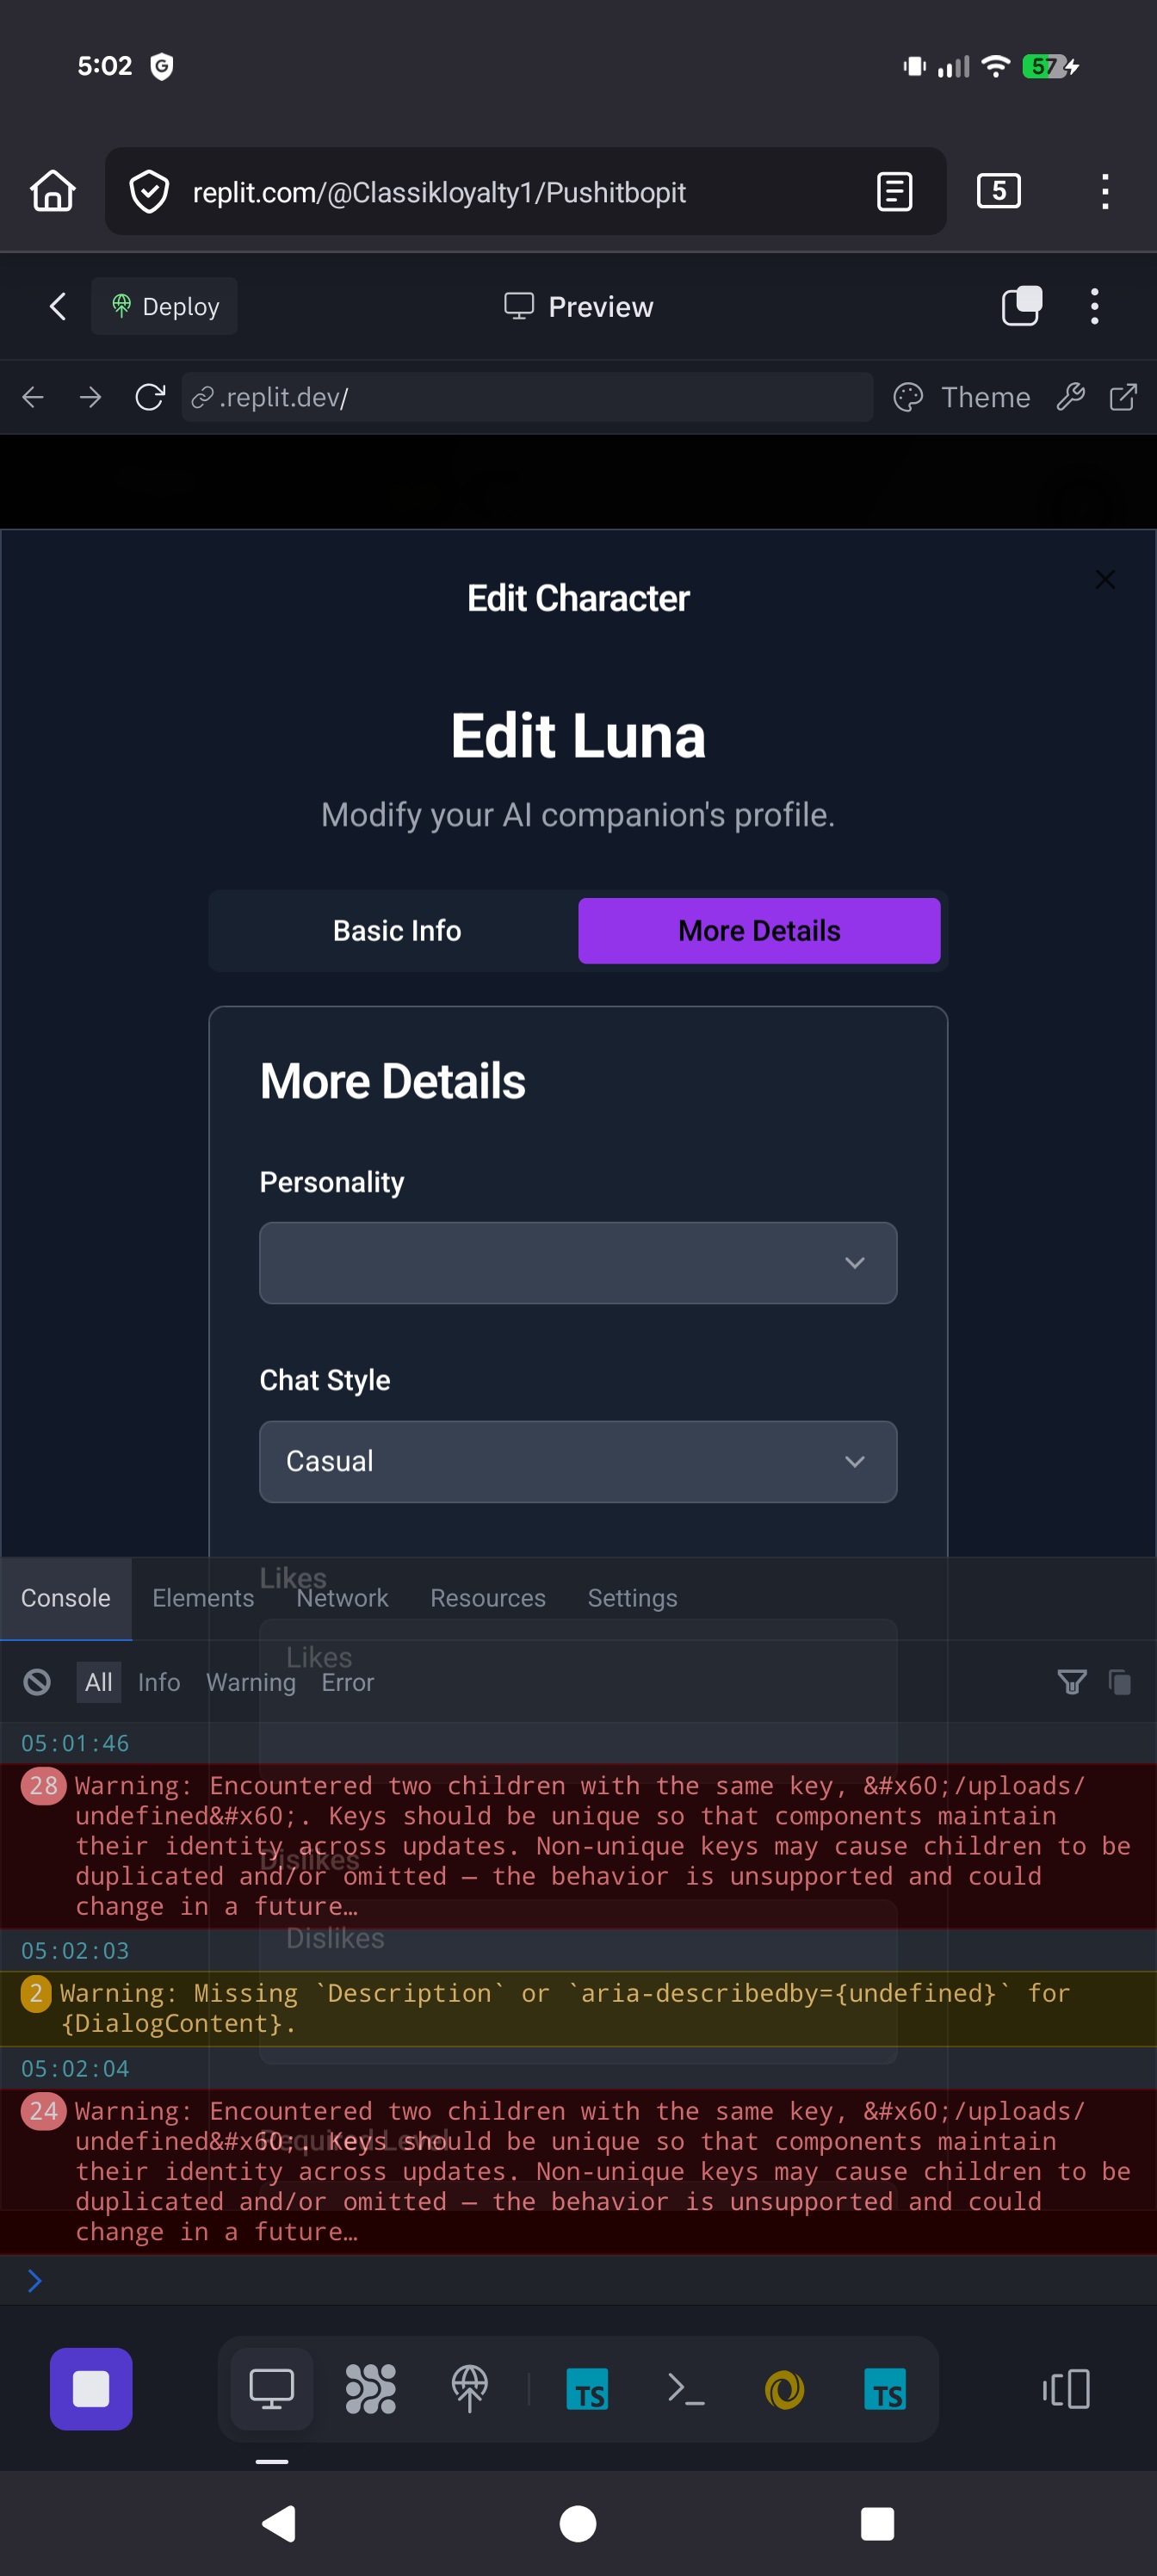 5:02
57
replit.com/@Classikloyalty1/Pushitbopit
5
Deploy
Preview
.replit.dev/
Theme
Edit Character
Edit Luna
Modify your AI companion's profile.
Basic Info
More Details
More Details
Personality
Chat Style
Casual
Likes
Console Elements Network Resources Settings
Likes
All Info Warning Error
05:01:46
28 Warning: Encountered two children with the same key, &#x60;/uploads/
undefined&#x60;. Keys should be unique so that components maintain
their identity across updates. Non-unique keys may cause children to be
duplicated and/or omitted — the behavior is unsupported and could
change in a future…
Dislikes
Dislikes
05:02:03
2 Warning: Missing `Description` or `aria-describedby={undefined}` for
{DialogContent}.
05:02:04
24 Warning: Encountered two children with the same key, &#x60;/uploads/
undefined&#x60;. Keys should be unique so that components maintain
their identity across updates. Non-unique keys may cause children to be
duplicated and/or omitted — the behavior is unsupported and could
change in a future…
Required Level
TS
TS